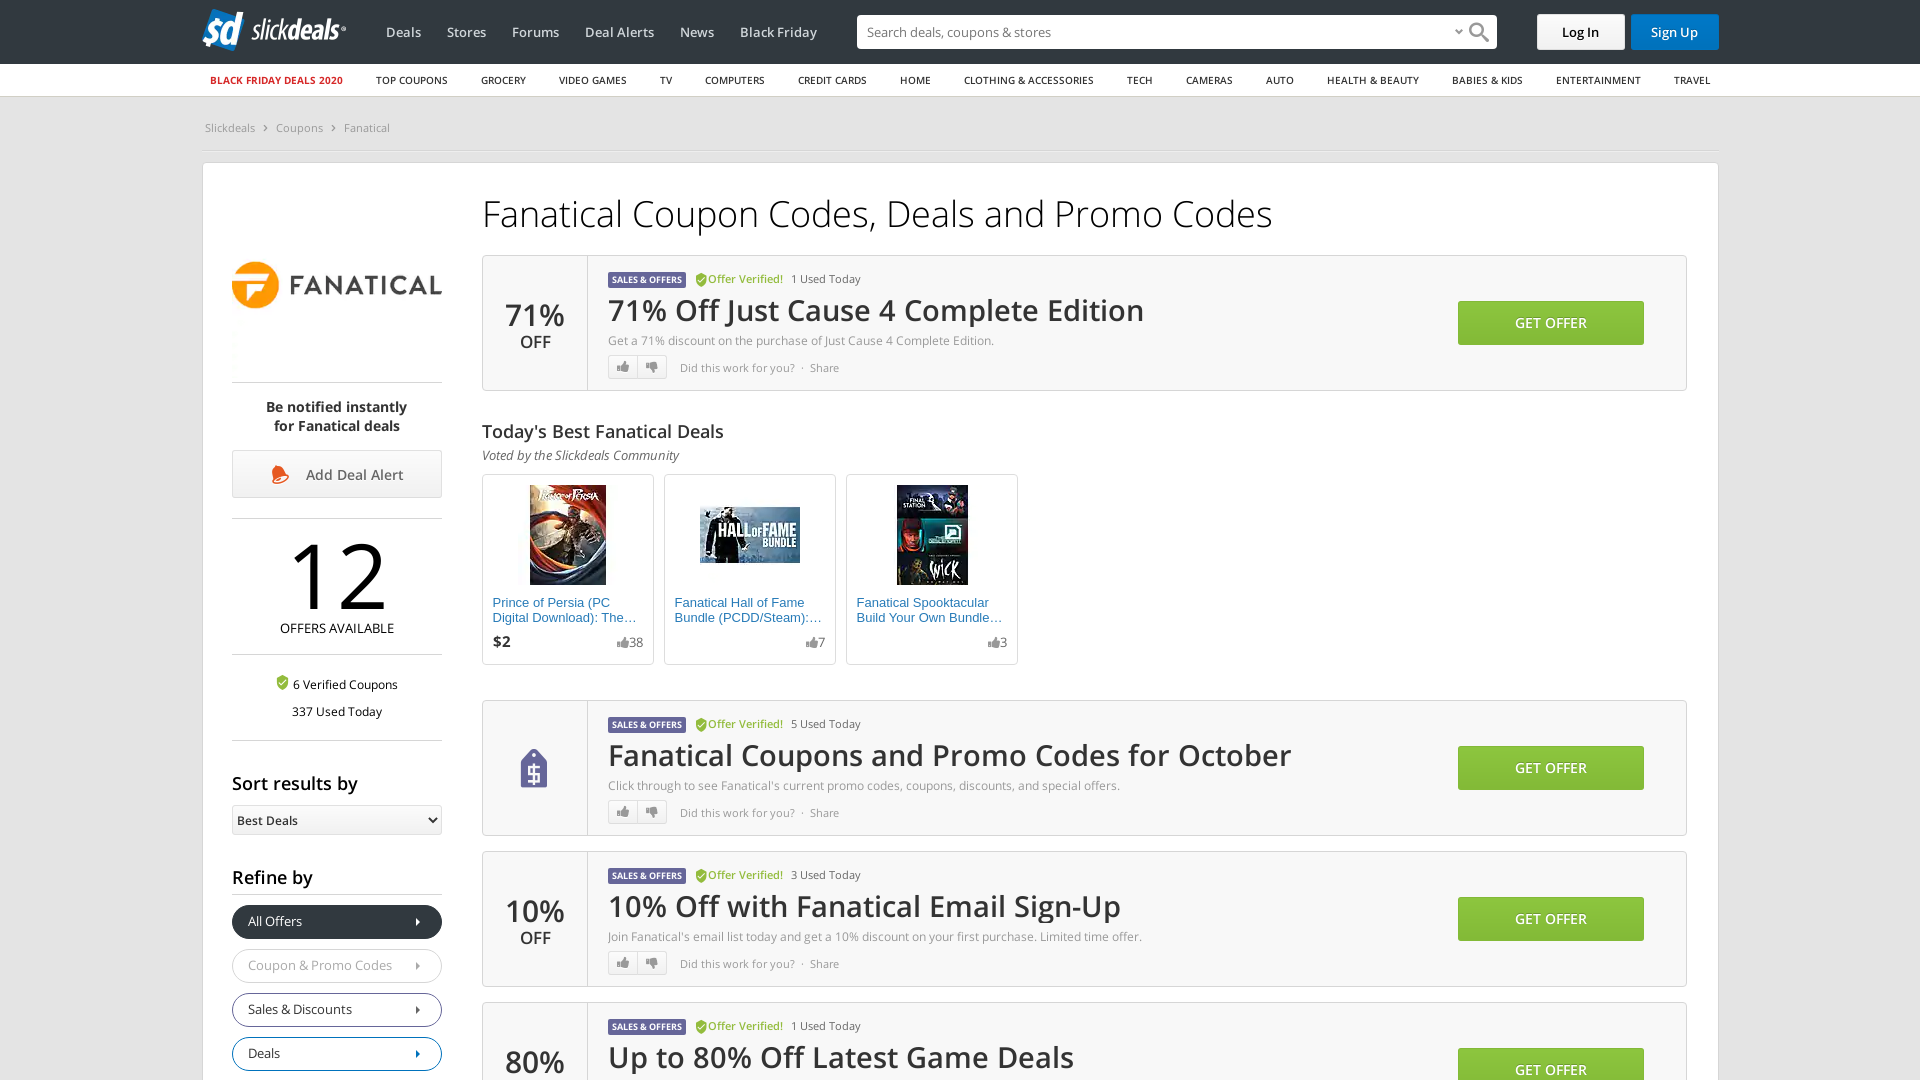 slickdeals
Deals
Stores
Forums
Deal Alerts
News
Black Friday
Search deals, coupons & stores
Log In
Sign Up
BLACK FRIDAY DEALS 2020
TOP COUPONS
GROCERY
VIDEO GAMES
TV
COMPUTERS
CREDIT CARDS
HOME
CLOTHING & ACCESSORIES
TECH
CAMERAS
AUTO
HEALTH & BEAUTY
BABIES & KIDS
ENTERTAINMENT
TRAVEL
Slickdeals > Coupons > Fanatical
FANATICAL
Be notified instantly
for Fanatical deals
Add Deal Alert
12
OFFERS AVAILABLE
6 Verified Coupons
337 Used Today
Sort results by
Best Deals
Refine by
All Offers
Coupon & Promo Codes
Sales & Discounts
Deals
Fanatical Coupon Codes, Deals and Promo Codes
71%
OFF
SALES & OFFERS Offer Verified! 1 Used Today
71% Off Just Cause 4 Complete Edition
Get a 71% discount on the purchase of Just Cause 4 Complete Edition.
Did this work for you? · Share
GET OFFER
Today's Best Fanatical Deals
Voted by the Slickdeals Community
Prince of Persia
Prince of Persia (PC
Digital Download): The…
$2
38
HALL OF FAME
BUNDLE
Fanatical Hall of Fame
Bundle (PCDD/Steam):…
7
FINAL
STATION
WICK
Fanatical Spooktacular
Build Your Own Bundle…
3
SALES & OFFERS Offer Verified! 5 Used Today
Fanatical Coupons and Promo Codes for October
Click through to see Fanatical's current promo codes, coupons, discounts, and special offers.
Did this work for you? · Share
GET OFFER
10%
OFF
SALES & OFFERS Offer Verified! 3 Used Today
10% Off with Fanatical Email Sign-Up
Join Fanatical's email list today and get a 10% discount on your first purchase. Limited time offer.
Did this work for you? · Share
GET OFFER
80%
SALES & OFFERS Offer Verified! 1 Used Today
Up to 80% Off Latest Game Deals
GET OFFER